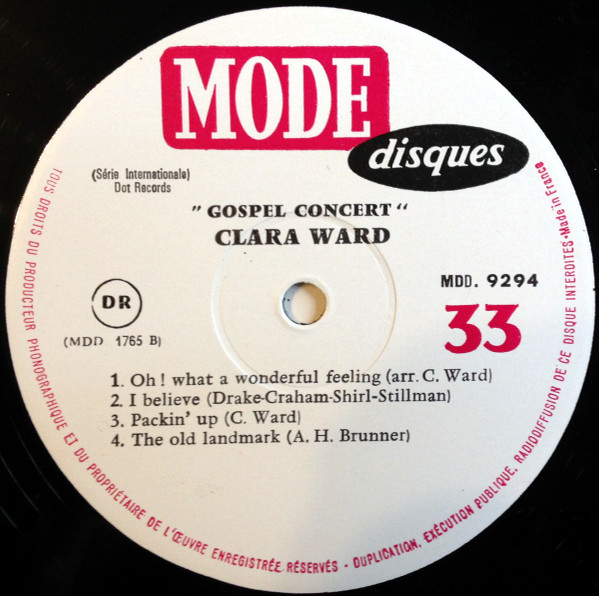 MODE
disques
(Série Internationale)
Dot Records
" GOSPEL CONCERT "
CLARA WARD
MDD. 9294
DR
33
(MDD 1765 B)
1. Oh! what a wonderful feeling (arr. C. Ward)
2. I believe (Drake-Craham-Shirl-Stillman)
3. Packin' up (C. Ward)
4. The old landmark (A. H. Brunner)
TOUS DROITS DU PRODUCTEUR PHONOGRAPHIQUE ET DU PROPRIÉTAIRE DE L'ŒUVRE ENREGISTRÉE RÉSERVÉS - DUPLICATION, EXÉCUTION PUBLIQUE, RADIODIFFUSION DE CE DISQUE INTERDITES • Made in France